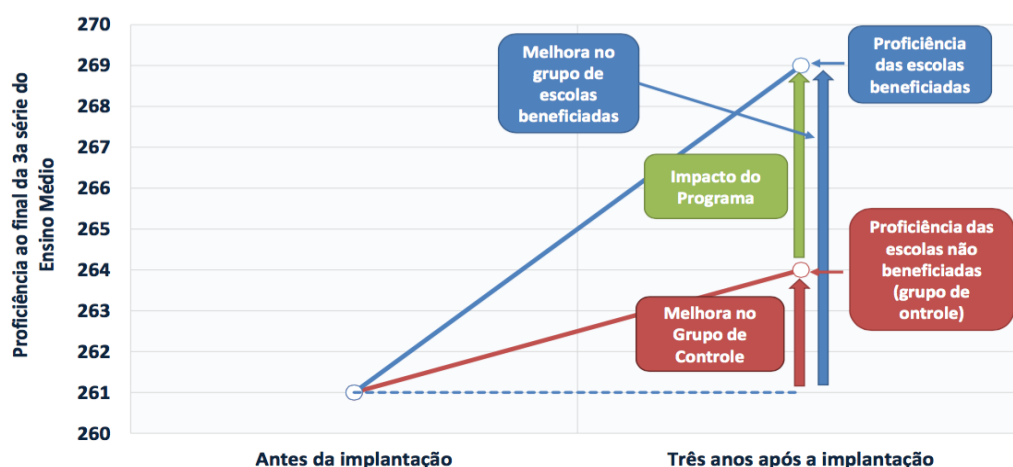 Proficiência ao final da 3a série do
Ensino Médio
270
269
268
267
266
265
264
263
262
261
260
Melhora no
grupo de
escolas
beneficiadas
Proficiência
das escolas
beneficiadas
Impacto do
Programa
Proficiência das
escolas não
beneficiadas
(grupo de
ontrole)
Melhora no
Grupo de
Controle
Antes da implantação
Três anos após a implantação